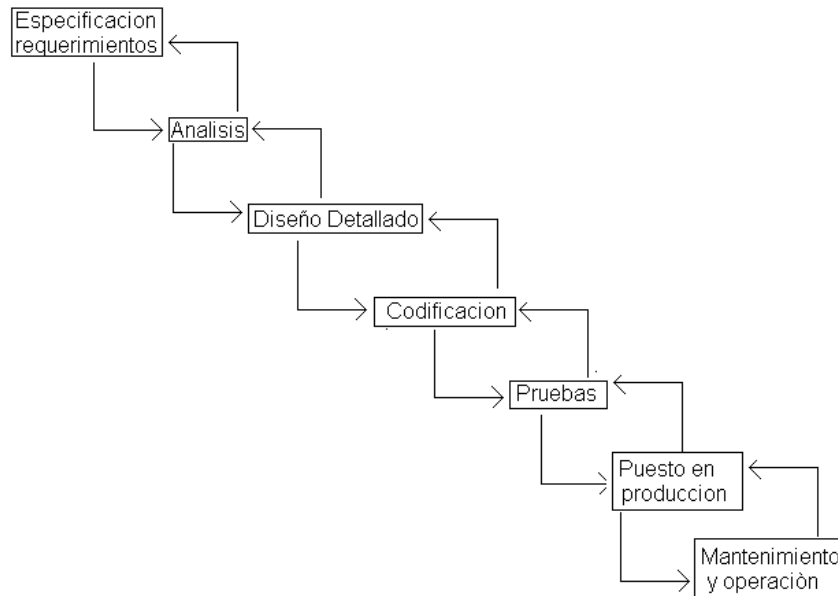 Especificacion
requerimientos
Analisis
Diseño Detallado
Codificacion
Pruebas
Puesto en
produccion
Mantenimiento
y operaciòn